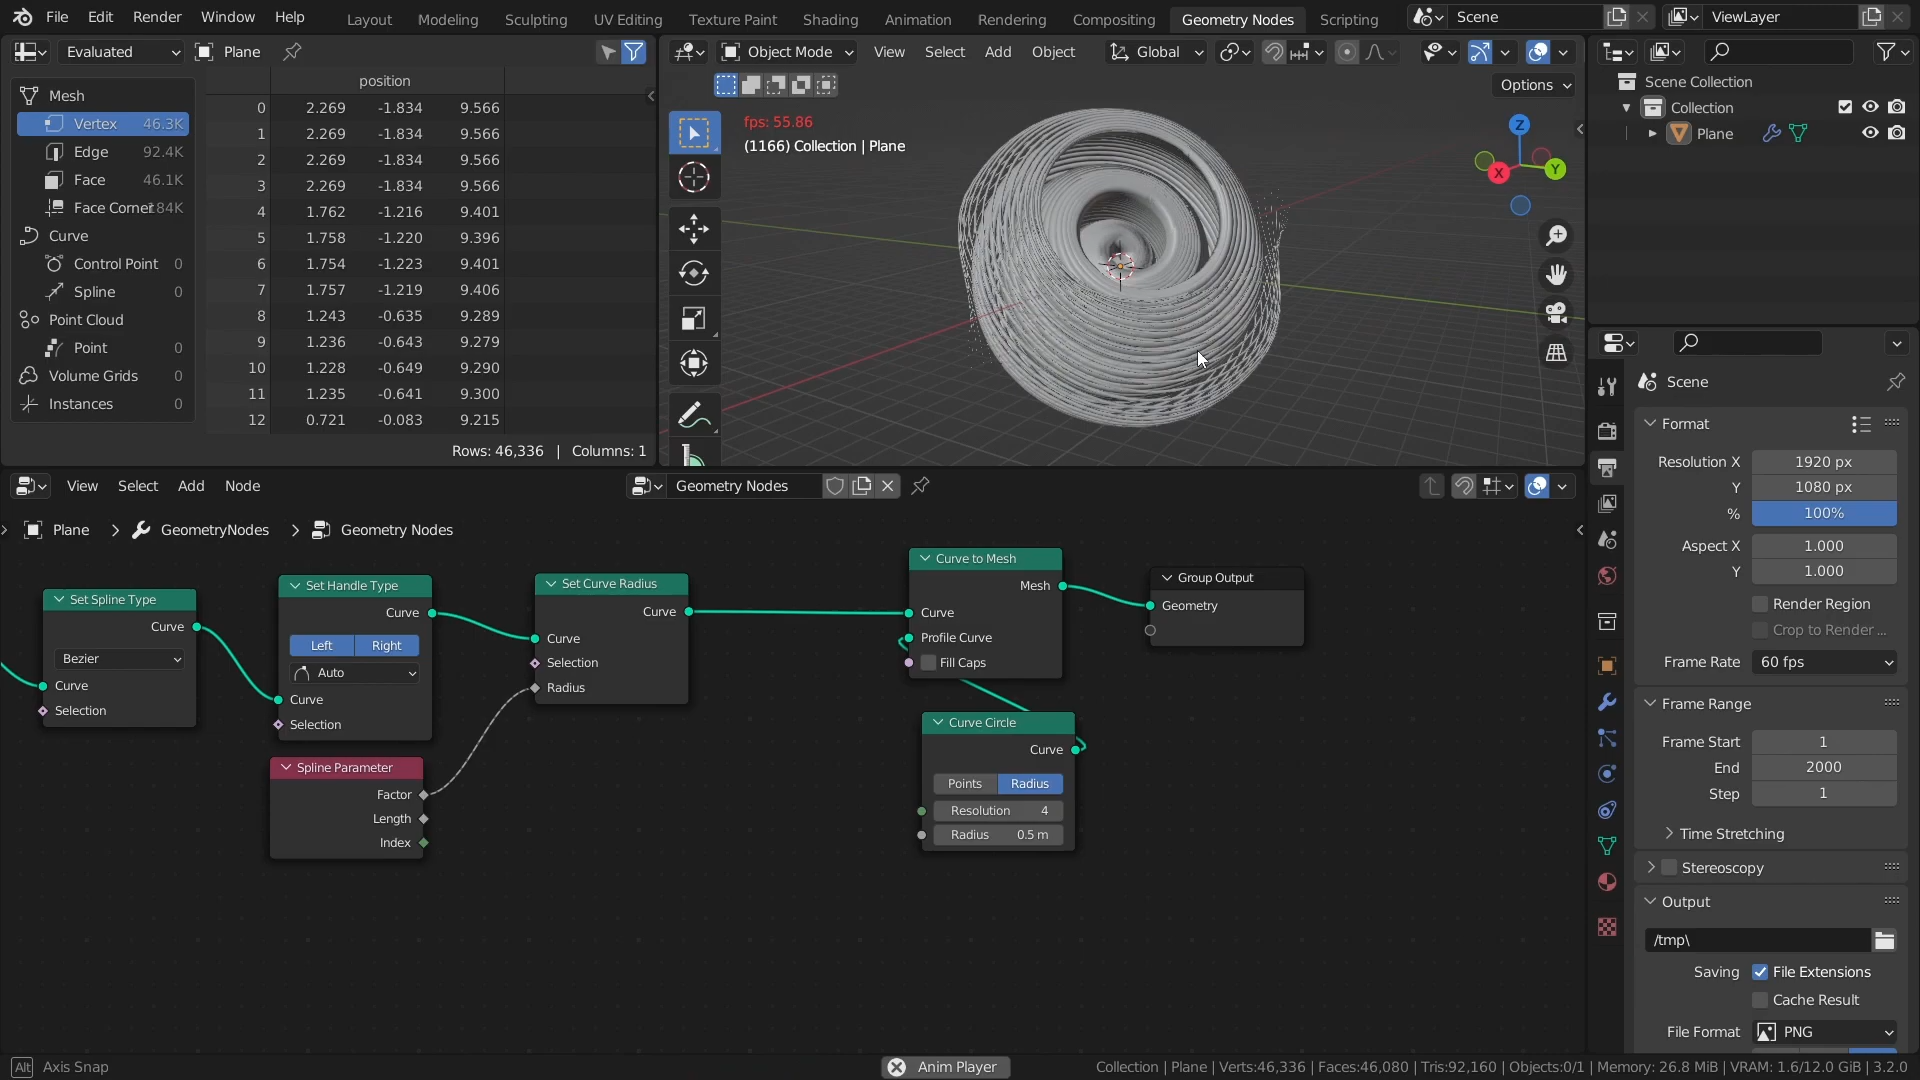 File Edit Render Window Help Layout Modeling Sculpting UV Editing Texture Paint Shading Animation Rendering Compositing Geometry Nodes Scripting Scene ViewLayer
Evaluated Plane
Object Mode View Select Add Object Global
Options
position
Mesh
Vertex 46.3K
Edge 92.4K
Face 46.1K
Face Corner 184K
Curve
Control Point 0
Spline 0
Point Cloud
Point 0
Volume Grids 0
Instances 0
0 2.269 -1.834 9.566
1 2.269 -1.834 9.566
2 2.269 -1.834 9.566
3 2.269 -1.834 9.566
4 1.762 -1.216 9.401
5 1.758 -1.220 9.396
6 1.754 -1.223 9.401
7 1.757 -1.219 9.406
8 1.243 -0.635 9.289
9 1.236 -0.643 9.279
10 1.228 -0.649 9.290
11 1.235 -0.641 9.300
12 0.721 -0.083 9.215
Rows: 46,336 | Columns: 1
fps: 55.86
(1166) Collection | Plane
Z
X
Y
Scene Collection
Collection
Plane
Scene
Format
Resolution X 1920 px
Y 1080 px
% 100%
Aspect X 1.000
Y 1.000
Render Region
Crop to Render ...
Frame Rate 60 fps
Frame Range
Frame Start 1
End 2000
Step 1
Time Stretching
Stereoscopy
Output
/tmp\
Saving File Extensions
Cache Result
File Format PNG
View Select Add Node Geometry Nodes
Plane GeometryNodes Geometry Nodes
Set Spline Type
Curve
Bezier
Curve
Selection
Set Handle Type
Curve
Left Right
Auto
Curve
Selection
Spline Parameter
Factor
Length
Index
Set Curve Radius
Curve
Curve
Selection
Radius
Curve to Mesh
Mesh
Curve
Profile Curve
Fill Caps
Curve Circle
Curve
Points Radius
Resolution 4
Radius 0.5 m
Group Output
Geometry
Alt Axis Snap
Anim Player
Collection | Plane | Verts:46,336 | Faces:46,080 | Tris:92,160 | Objects:0/1 | Memory: 26.8 MiB | VRAM: 1.6/12.0 GiB | 3.2.0